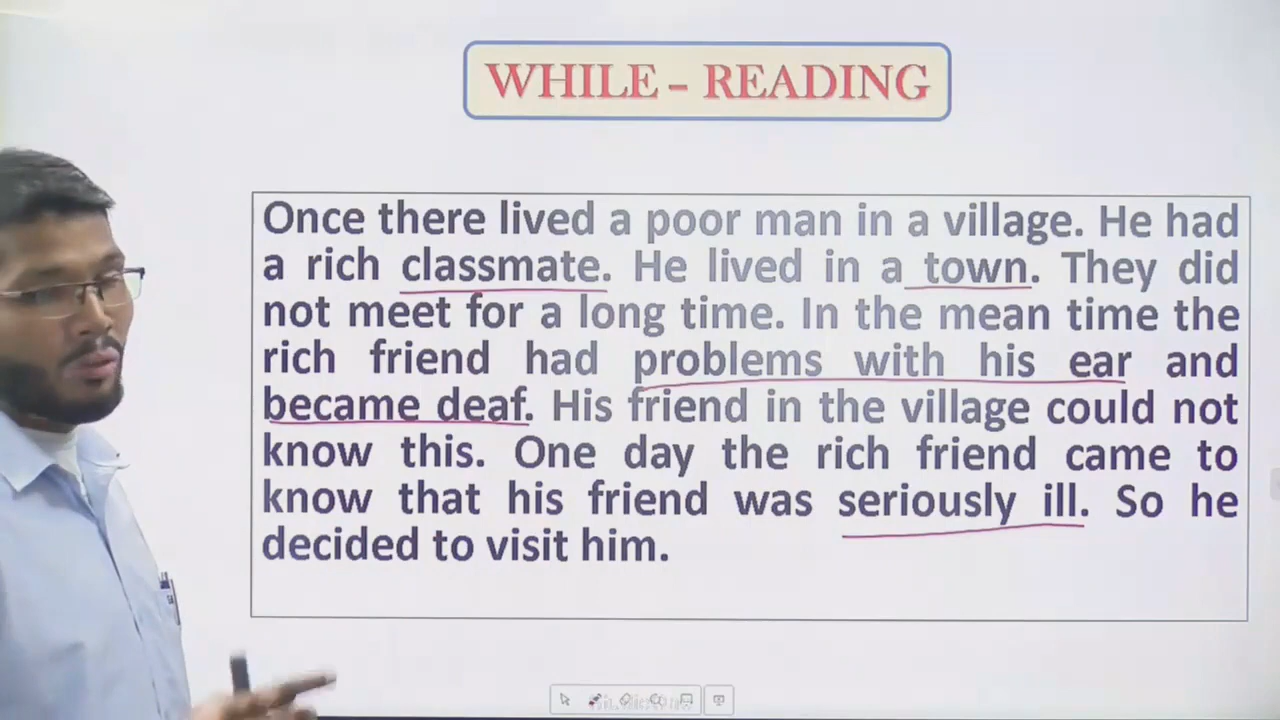 WHILE – READING
Once there lived a poor man in a village. He had
a rich classmate. He lived in a town. They did
not meet for a long time. In the mean time the
rich friend had problems with his ear and
became deaf. His friend in the village could not
know this. One day the rich friend came to
know that his friend was seriously ill. So he
decided to visit him.